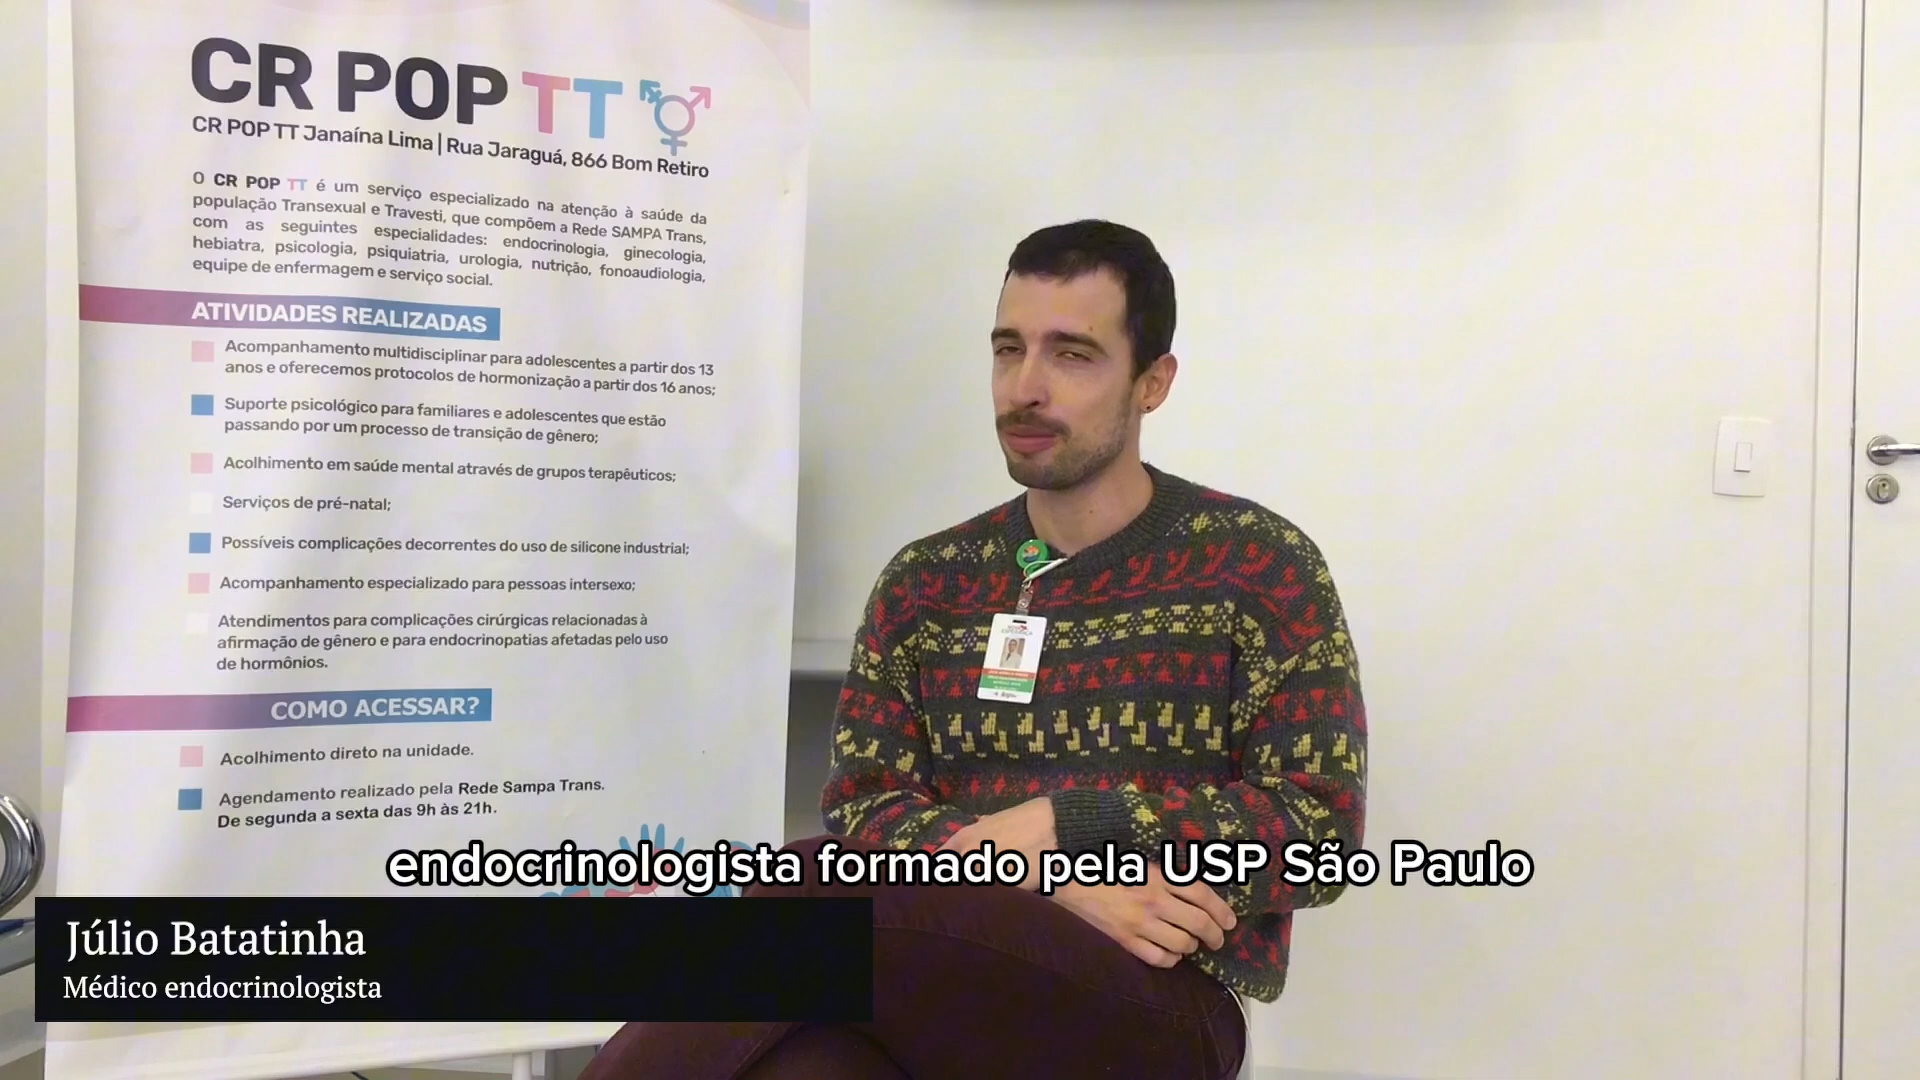 CR POP TT
CR POP TT Janaína Lima | Rua Jaraguá, 866 Bom Retiro
O CR POP TT é um serviço especializado na atenção à saúde da
população Transexual e Travesti, que compõem a Rede SAMPA Trans,
com as seguintes especialidades: endocrinologia, ginecologia,
hebiatra, psicologia, psiquiatria, urologia, nutrição, fonoaudiologia,
equipe de enfermagem e serviço social.
ATIVIDADES REALIZADAS
Acompanhamento multidisciplinar para adolescentes a partir dos 13
anos e oferecemos protocolos de hormonização a partir dos 16 anos;
Suporte psicológico para familiares e adolescentes que estão
passando por um processo de transição de gênero;
Acolhimento em saúde mental através de grupos terapêuticos;
Serviços de pré-natal;
Possíveis complicações decorrentes do uso de silicone industrial;
Acompanhamento especializado para pessoas intersexo;
Atendimentos para complicações cirúrgicas relacionadas à
afirmação de gênero e para endocrinopatias afetadas pelo uso
de hormônios.
COMO ACESSAR?
Acolhimento direto na unidade.
Agendamento realizado pela Rede Sampa Trans.
De segunda a sexta das 9h às 21h.
endocrinologista formado pela USP São Paulo
Júlio Batatinha
Médico endocrinologista